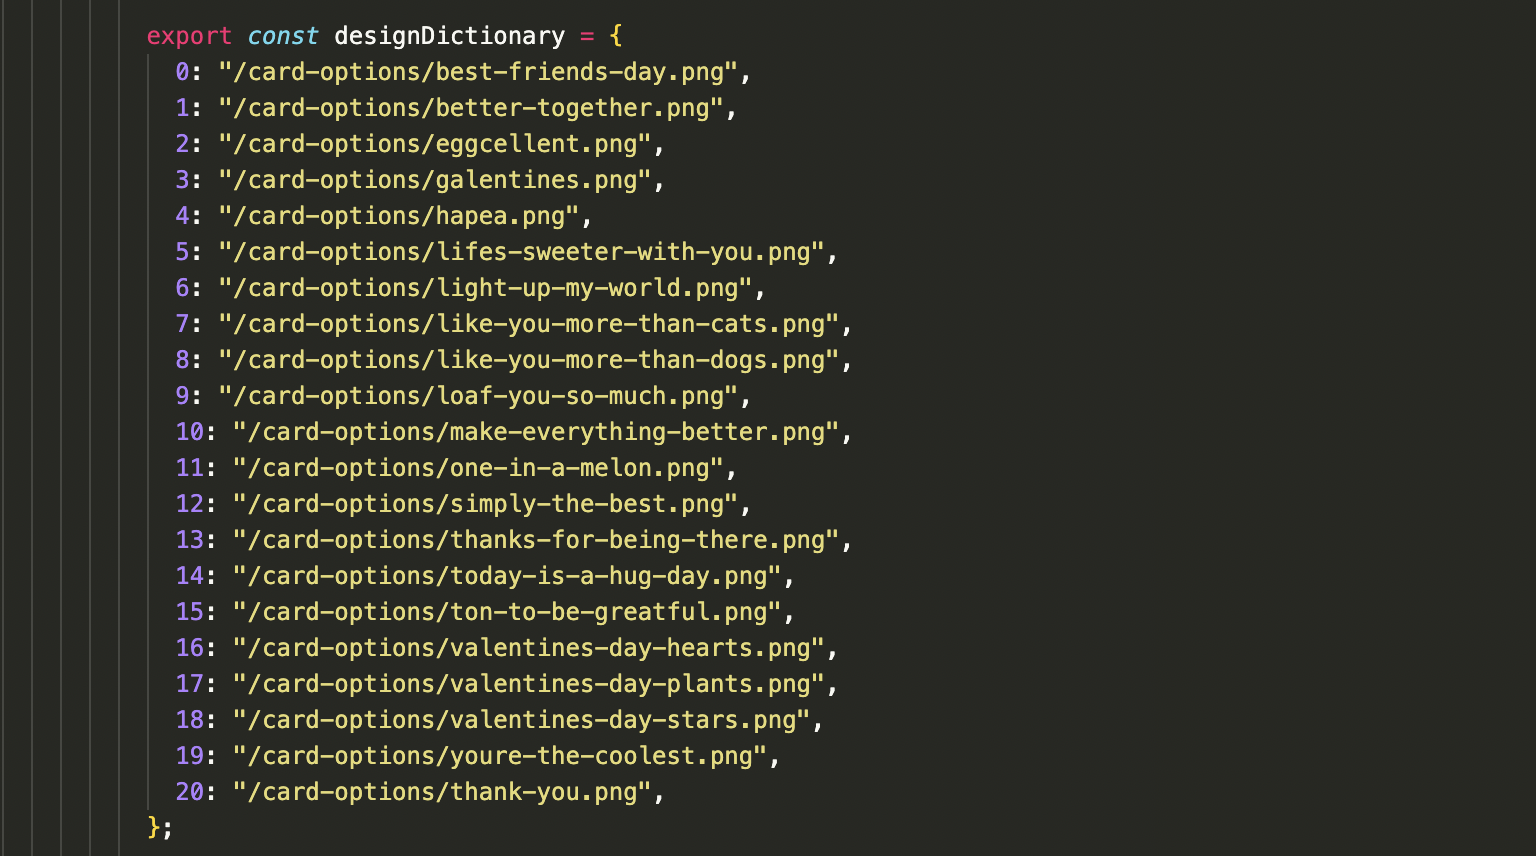 export const designDictionary = {
0: "/card-options/best-friends-day.png",
1: "/card-options/better-together.png",
2: "/card-options/eggcellent.png",
3: "/card-options/galentines.png",
4: "/card-options/hapea.png",
5: "/card-options/lifes-sweeter-with-you.png",
6: "/card-options/light-up-my-world.png",
7: "/card-options/like-you-more-than-cats.png",
8: "/card-options/like-you-more-than-dogs.png",
9: "/card-options/loaf-you-so-much.png",
10: "/card-options/make-everything-better.png",
11: "/card-options/one-in-a-melon.png",
12: "/card-options/simply-the-best.png",
13: "/card-options/thanks-for-being-there.png",
14: "/card-options/today-is-a-hug-day.png",
15: "/card-options/ton-to-be-greatful.png",
16: "/card-options/valentines-day-hearts.png",
17: "/card-options/valentines-day-plants.png",
18: "/card-options/valentines-day-stars.png",
19: "/card-options/youre-the-coolest.png",
20: "/card-options/thank-you.png",
};